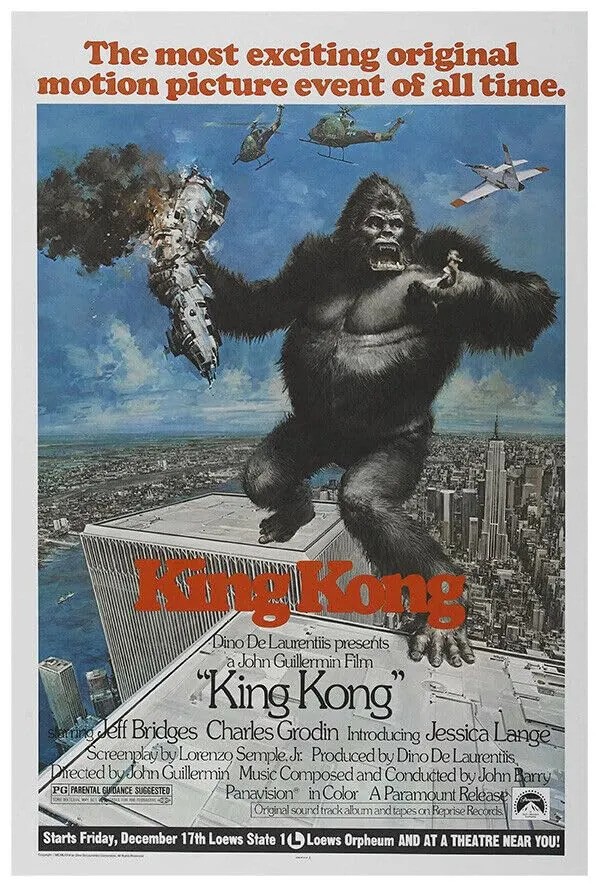 The most exciting original
motion picture event of all time.
King Kong
Dino De Laurentiis presents
a John Guillermin Film
"King Kong"
starring Jeff Bridges Charles Grodin Introducing Jessica Lange
Screenplay by Lorenzo Semple, Jr. Produced by Dino De Laurentiis
Directed by John Guillermin Music Composed and Conducted by John Barry
Panavision® in Color A Paramount Release
PG PARENTAL GUIDANCE SUGGESTED
Original sound track album and tapes on Reprise Records.
Starts Friday, December 17th Loews State 1 L Loews Orpheum AND AT A THEATRE NEAR YOU!